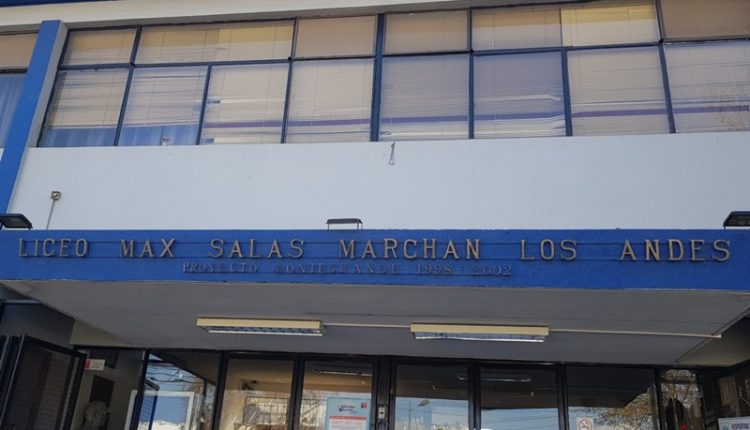 LICEO MAX SALAS MARCHAN LOS ANDES
PROYECTO MONTEGRANDE 1998 - 2002